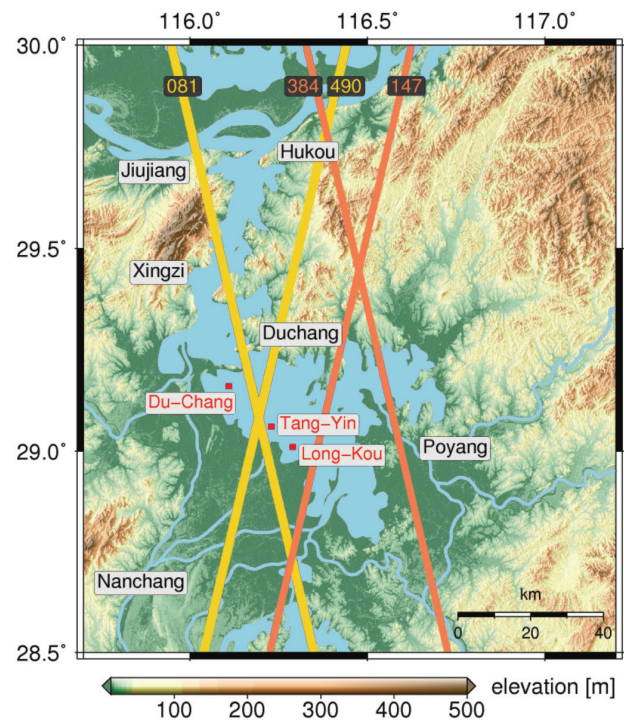 116.0˚ 116.5˚ 117.0˚
30.0˚
081 384 490 147
Hukou
Jiujiang
29.5˚
Xingzi
Duchang
Du−Chang
Tang−Yin
29.0˚
Long−Kou
Poyang
Nanchang
km
0 20 40
28.5˚
100 200 300 400 500
elevation [m]